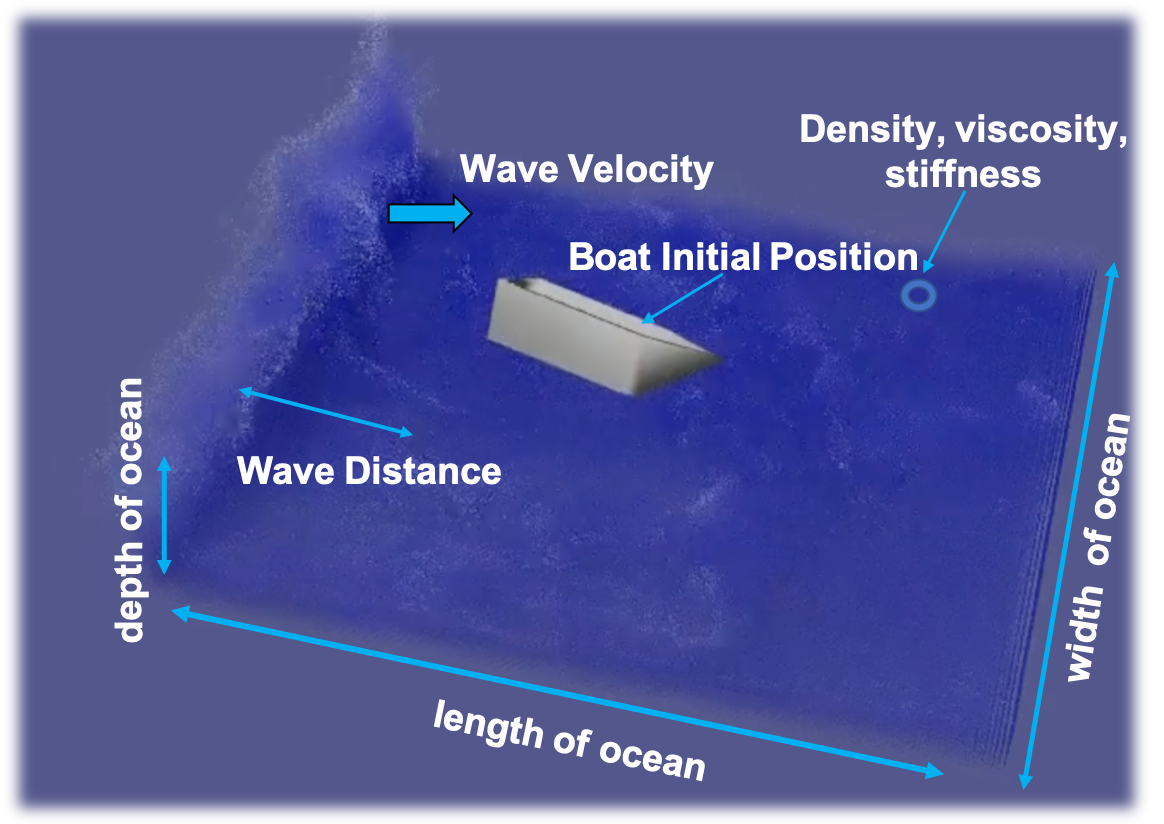 Density, viscosity,
stiffness
Wave Velocity
Boat Initial Position
Wave Distance
depth of ocean
width of ocean
length of ocean